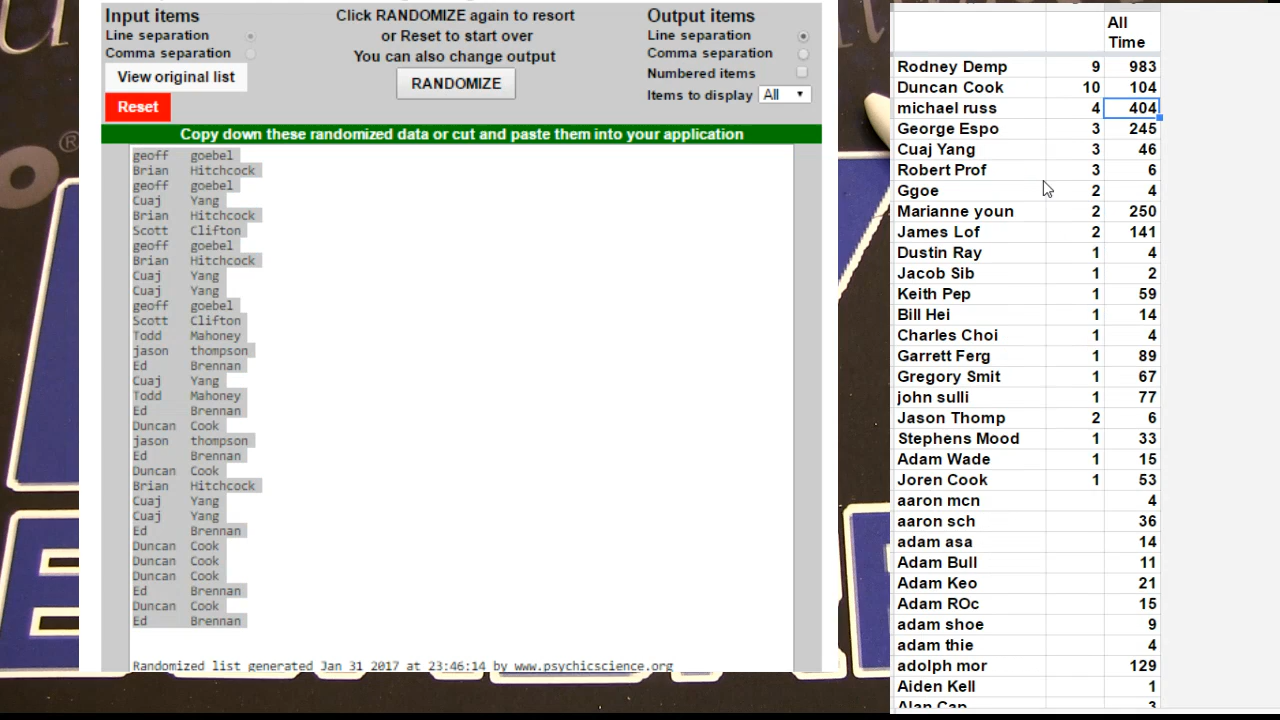 Input items
Line separation
Comma separation
View original list
Reset
Click RANDOMIZE again to resort
or Reset to start over
You can also change output
RANDOMIZE
Output items
Line separation
Comma separation
Numbered items
Items to display All
Copy down these randomized data or cut and paste them into your application
geoff goebel
Brian Hitchcock
geoff goebel
Cuaj Yang
Brian Hitchcock
Scott Clifton
geoff goebel
Brian Hitchcock
Cuaj Yang
Cuaj Yang
geoff goebel
Scott Clifton
Todd Mahoney
jason thompson
Ed Brennan
Cuaj Yang
Todd Mahoney
Ed Brennan
Duncan Cook
jason thompson
Ed Brennan
Duncan Cook
Brian Hitchcock
Cuaj Yang
Cuaj Yang
Ed Brennan
Duncan Cook
Duncan Cook
Duncan Cook
Ed Brennan
Duncan Cook
Ed Brennan
Randomized list generated Jan 31 2017 at 23:46:14 by www.psychicscience.org
All
Time
Rodney Demp 9 983
Duncan Cook 10 104
michael russ 4 404
George Espo 3 245
Cuaj Yang 3 46
Robert Prof 3 6
Ggoe 2 4
Marianne youn 2 250
James Lof 2 141
Dustin Ray 1 4
Jacob Sib 1 2
Keith Pep 1 59
Bill Hei 1 14
Charles Choi 1 4
Garrett Ferg 1 89
Gregory Smit 1 67
john sulli 1 77
Jason Thomp 2 6
Stephens Mood 1 33
Adam Wade 1 15
Joren Cook 1 53
aaron mcn 4
aaron sch 36
adam asa 14
Adam Bull 11
Adam Keo 21
Adam ROc 15
adam shoe 9
adam thie 4
adolph mor 129
Aiden Kell 1
Alan Cap 3